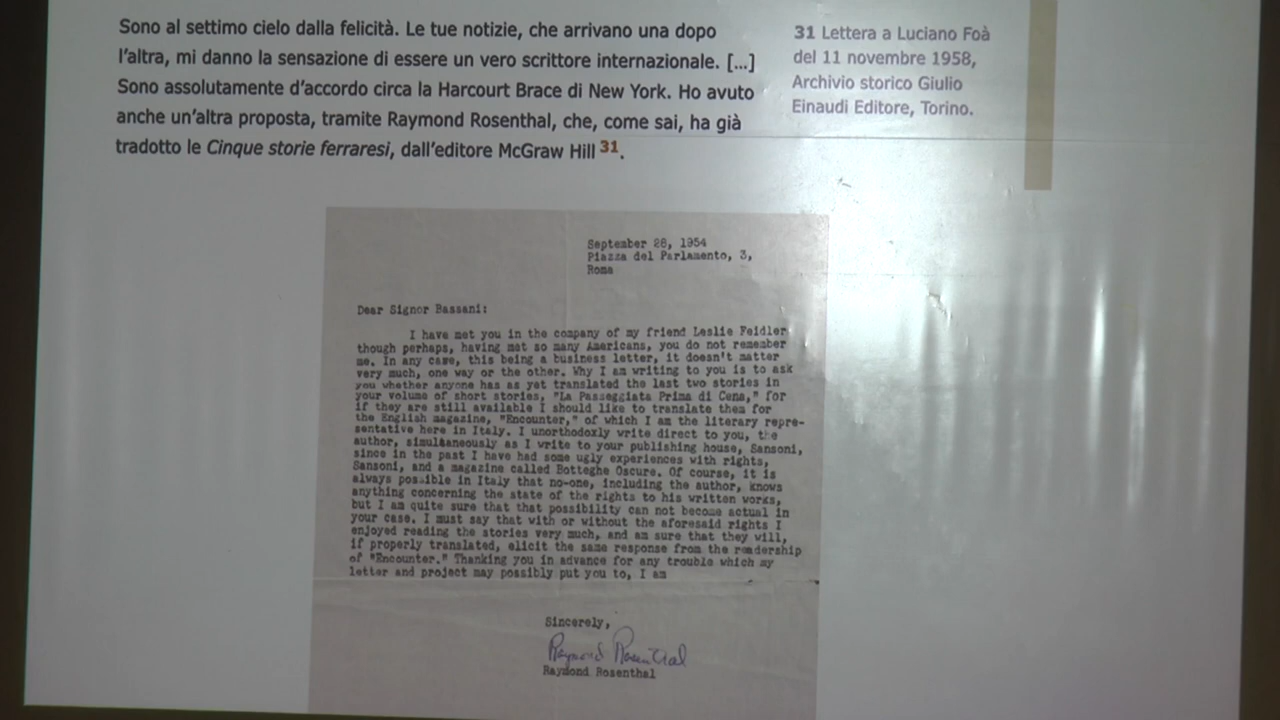 Sono al settimo cielo dalla felicità. Le tue notizie, che arrivano una dopo
l'altra, mi danno la sensazione di essere un vero scrittore internazionale. [...]
Sono assolutamente d'accordo circa la Harcourt Brace di New York. Ho avuto
anche un'altra proposta, tramite Raymond Rosenthal, che, come sai, ha già
tradotto le Cinque storie ferraresi, dall'editore McGraw Hill 31.
31 Lettera a Luciano Foà
del 11 novembre 1958,
Archivio storico Giulio
Einaudi Editore, Torino.
September 28, 1954
Piazza del Parlamento, 3,
Roma
Dear Signor Bassani:
I have met you in the company of my friend Leslie Feidler
though perhaps, having met so many Americans, you do not remember
me. In any case, this being a business letter, it doesn't matter
very much, one way or the other. Why I am writing to you is to ask
you whether anyone has as yet translated the last two stories in
your volume of short stories, "La Passeggiata Prima di Cena," for
if they are still available I should like to translate them for
the English magazine, "Encounter," of which I am the literary repre-
sentative here in Italy. I unorthodoxly write direct to you, the
author, simultaneously as I write to your publishing house, Sansoni,
since in the past I have had some ugly experiences with rights,
Sansoni, and a magazine called Botteghe Oscure. Of course, it is
always possible in Italy that no-one, including the author, knows
anything concerning the state of the rights to his written works,
but I am quite sure that that possibility can not become actual in
your case. I must say that with or without the aforesaid rights I
enjoyed reading the stories very much, and am sure that they will,
if properly translated, elicit the same response from the readership
of "Encounter." Thanking you in advance for any trouble which my
letter and project may possibly put you to, I am
Sincerely,
Raymond Rosenthal
Raymond Rosenthal